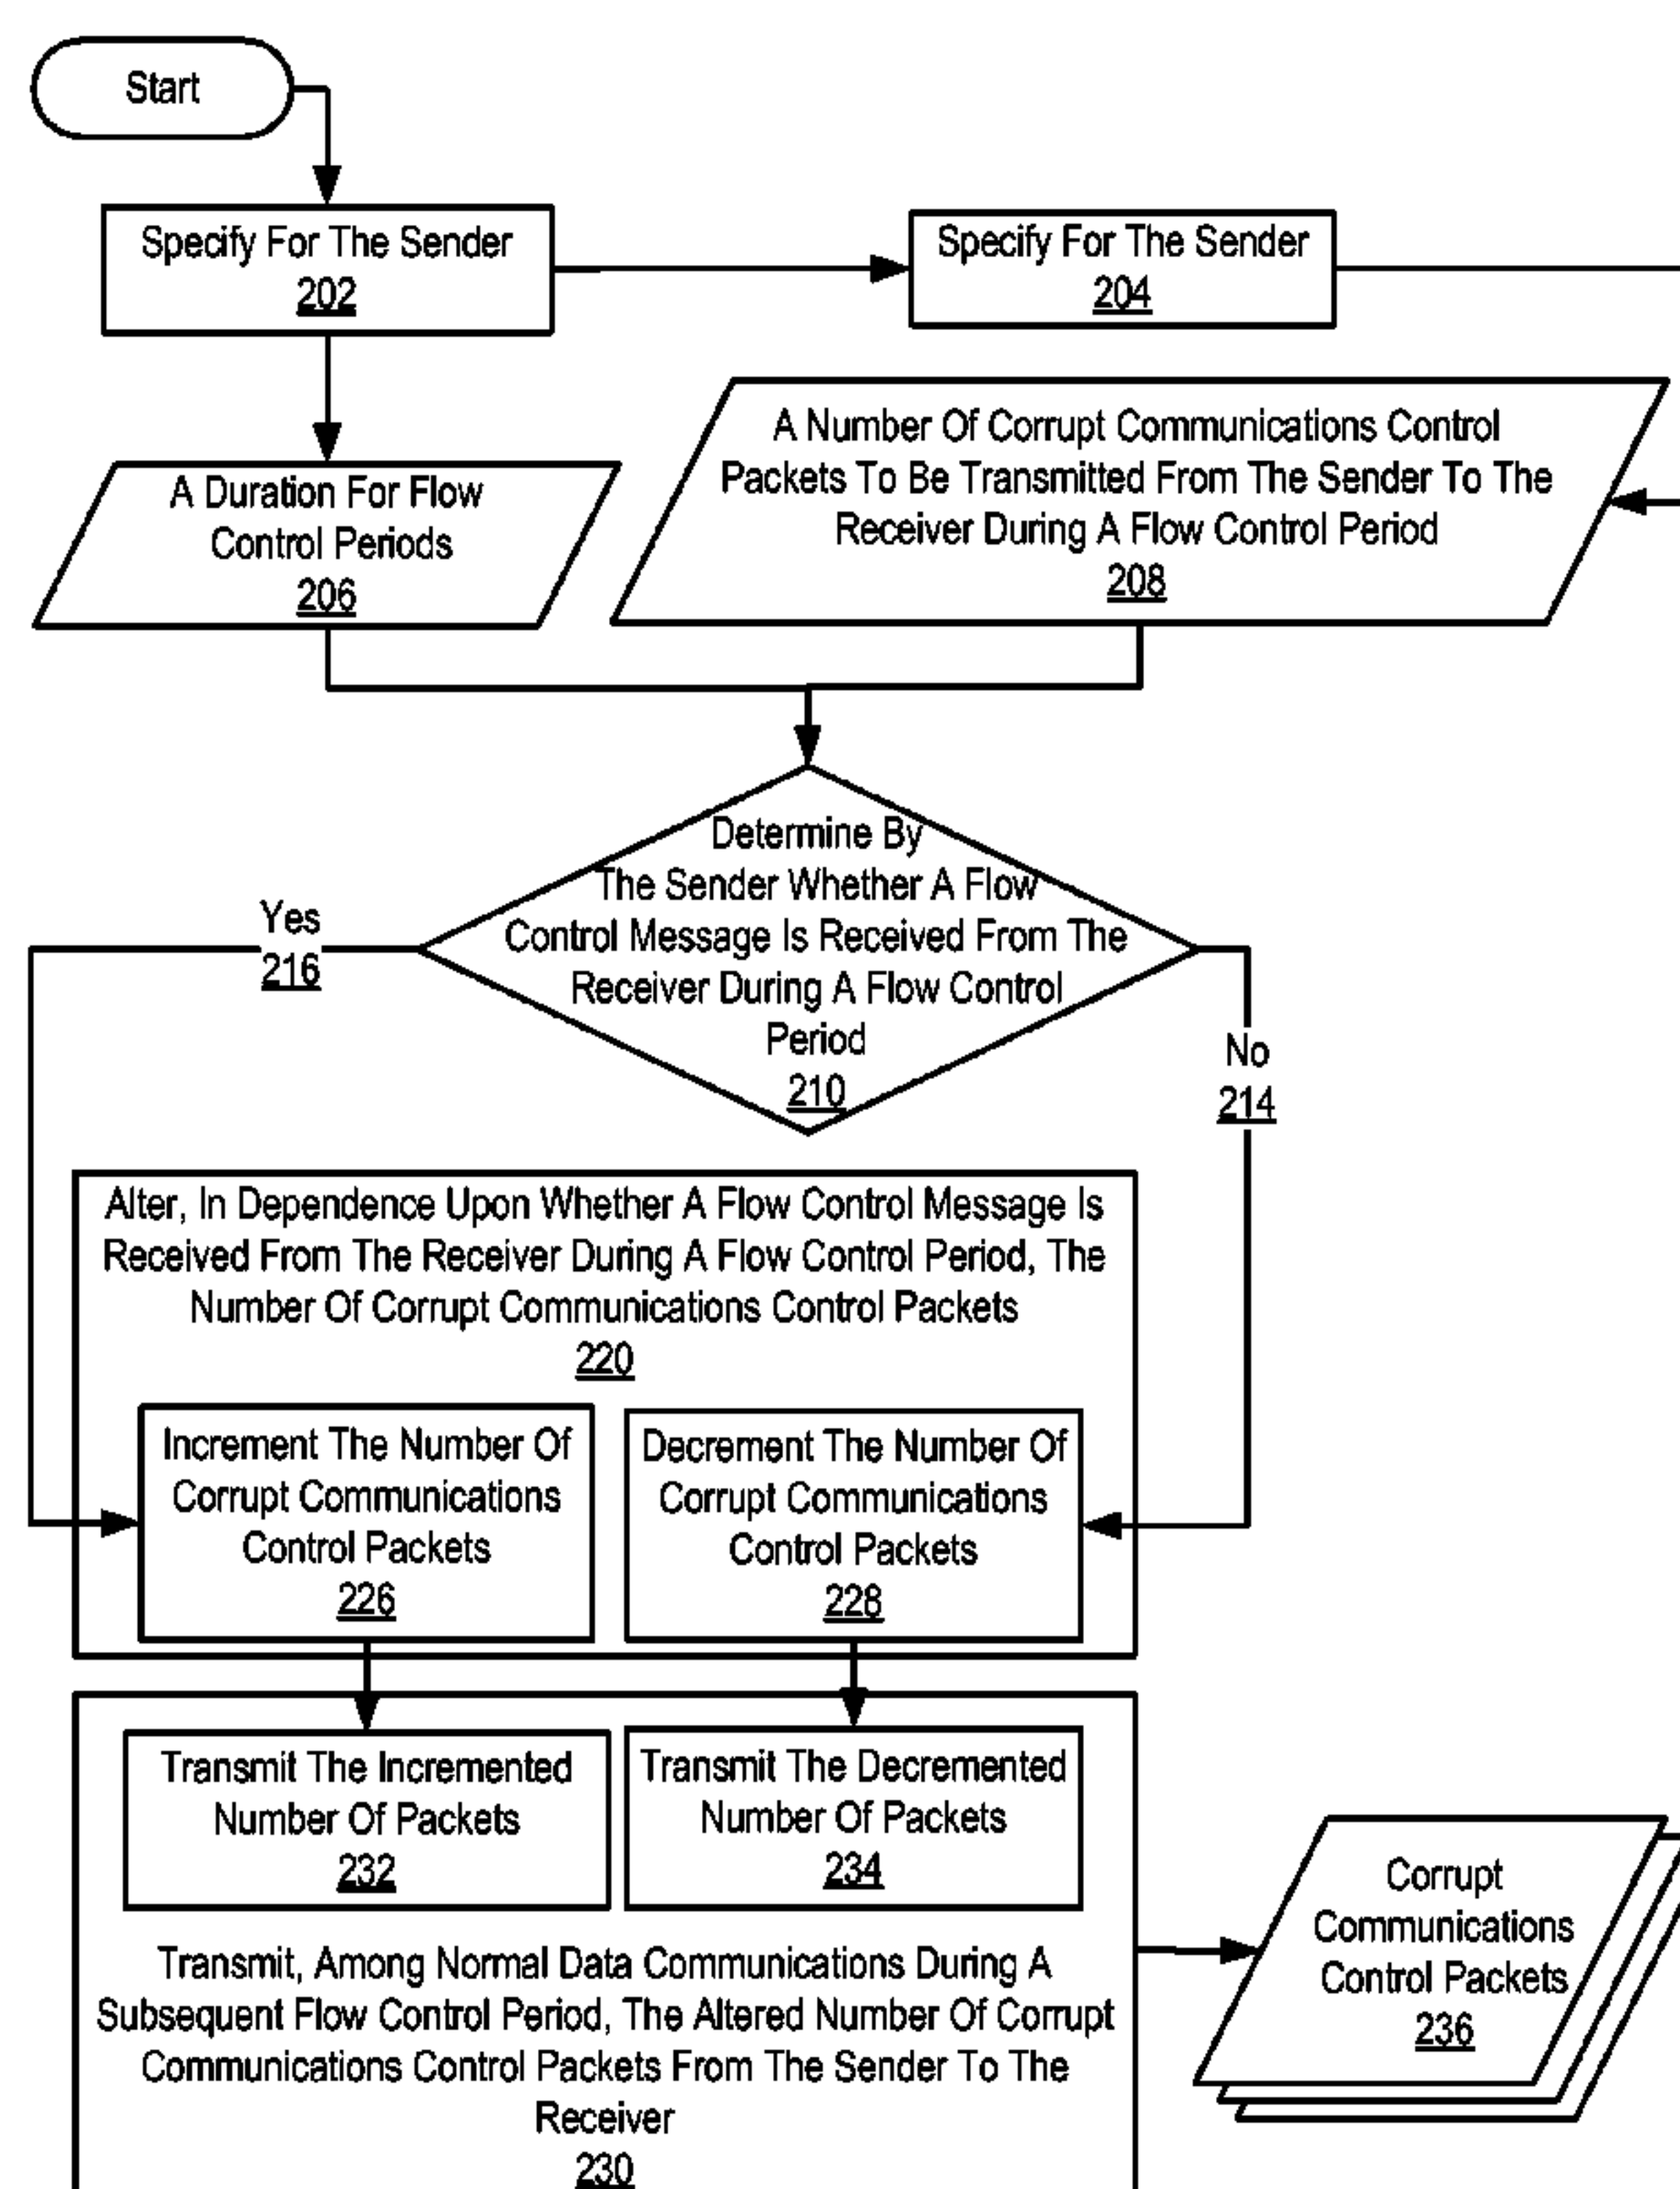 Start
Specify For The Sender
202
Specify For The Sender
204
A Duration For Flow
Control Periods
206
A Number Of Corrupt Communications Control
Packets To Be Transmitted From The Sender To The
Receiver During A Flow Control Period
208
Determine By
The Sender Whether A Flow
Control Message Is Received From The
Receiver During A Flow Control
Period
210
Yes
216
No
214
Alter, In Dependence Upon Whether A Flow Control Message Is
Received From The Receiver During A Flow Control Period, The
Number Of Corrupt Communications Control Packets
220
Increment The Number Of
Corrupt Communications
Control Packets
226
Decrement The Number Of
Corrupt Communications
Control Packets
228
Transmit The Incremented
Number Of Packets
232
Transmit The Decremented
Number Of Packets
234
Transmit, Among Normal Data Communications During A
Subsequent Flow Control Period, The Altered Number Of Corrupt
Communications Control Packets From The Sender To The
Receiver
230
Corrupt
Communications
Control Packets
236